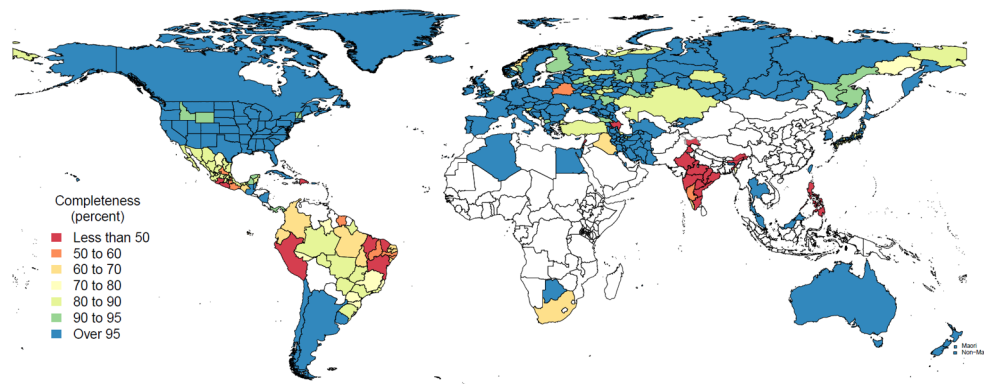 Completeness
(percent)
Less than 50
50 to 60
60 to 70
70 to 80
80 to 90
90 to 95
Over 95
Maori